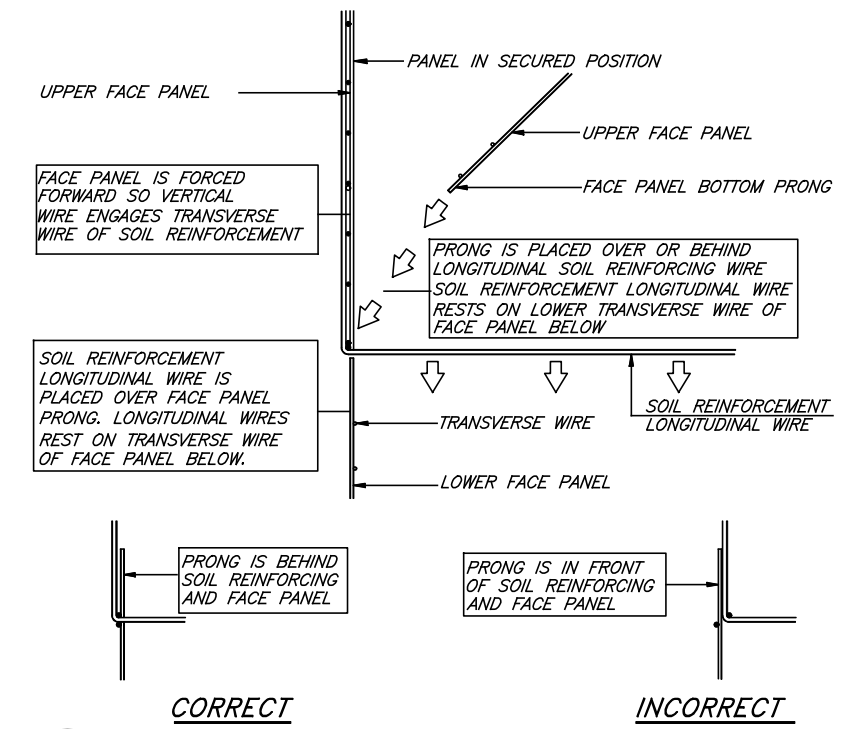 PANEL IN SECURED POSITION
UPPER FACE PANEL
UPPER FACE PANEL
FACE PANEL BOTTOM PRONG
FACE PANEL IS FORCED
FORWARD SO VERTICAL
WIRE ENGAGES TRANSVERSE
WIRE OF SOIL REINFORCEMENT
PRONG IS PLACED OVER OR BEHIND
LONGITUDINAL SOIL REINFORCING WIRE
SOIL REINFORCEMENT LONGITUDINAL WIRE
RESTS ON LOWER TRANSVERSE WIRE OF
FACE PANEL BELOW
SOIL REINFORCEMENT
LONGITUDINAL WIRE IS
PLACED OVER FACE PANEL
PRONG. LONGITUDINAL WIRES
REST ON TRANSVERSE WIRE
OF FACE PANEL BELOW.
SOIL REINFORCEMENT
LONGITUDINAL WIRE
TRANSVERSE WIRE
LOWER FACE PANEL
PRONG IS BEHIND
SOIL REINFORCING
AND FACE PANEL
PRONG IS IN FRONT
OF SOIL REINFORCING
AND FACE PANEL
CORRECT
INCORRECT